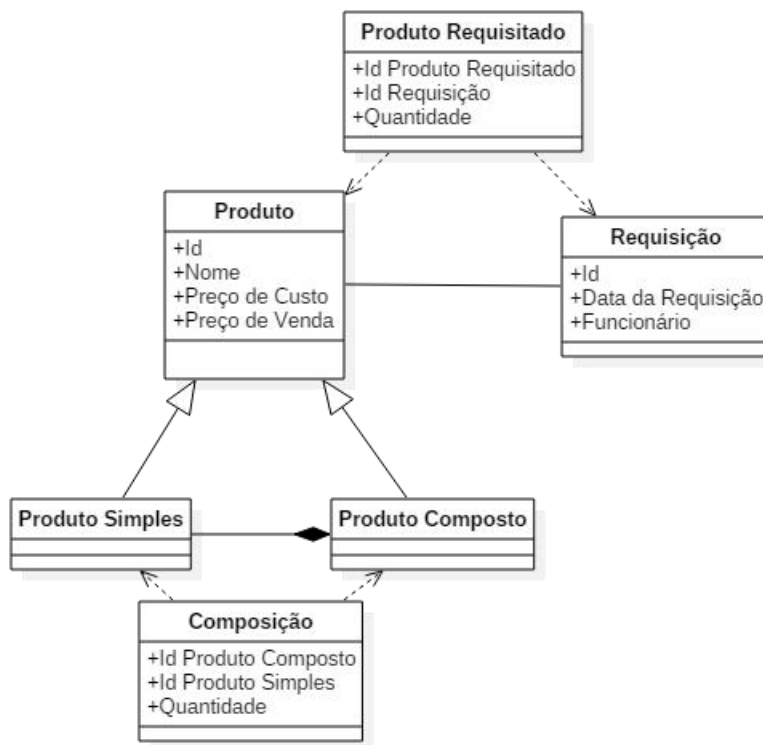 Produto Requisitado
+Id Produto Requisitado
+Id Requisição
+Quantidade
Produto
+Id
+Nome
+Preço de Custo
+Preço de Venda
Requisição
+Id
+Data da Requisição
+Funcionário
Produto Simples
Produto Composto
Composição
+Id Produto Composto
+Id Produto Simples
+Quantidade